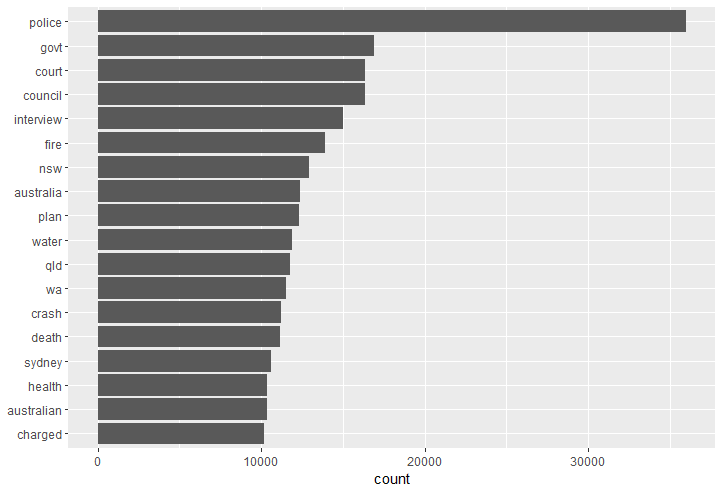 police
govt
court
council
interview
fire
nsw
australia
plan
water
qld
wa
crash
death
sydney
health
australian
charged
0 10000 20000 30000
count